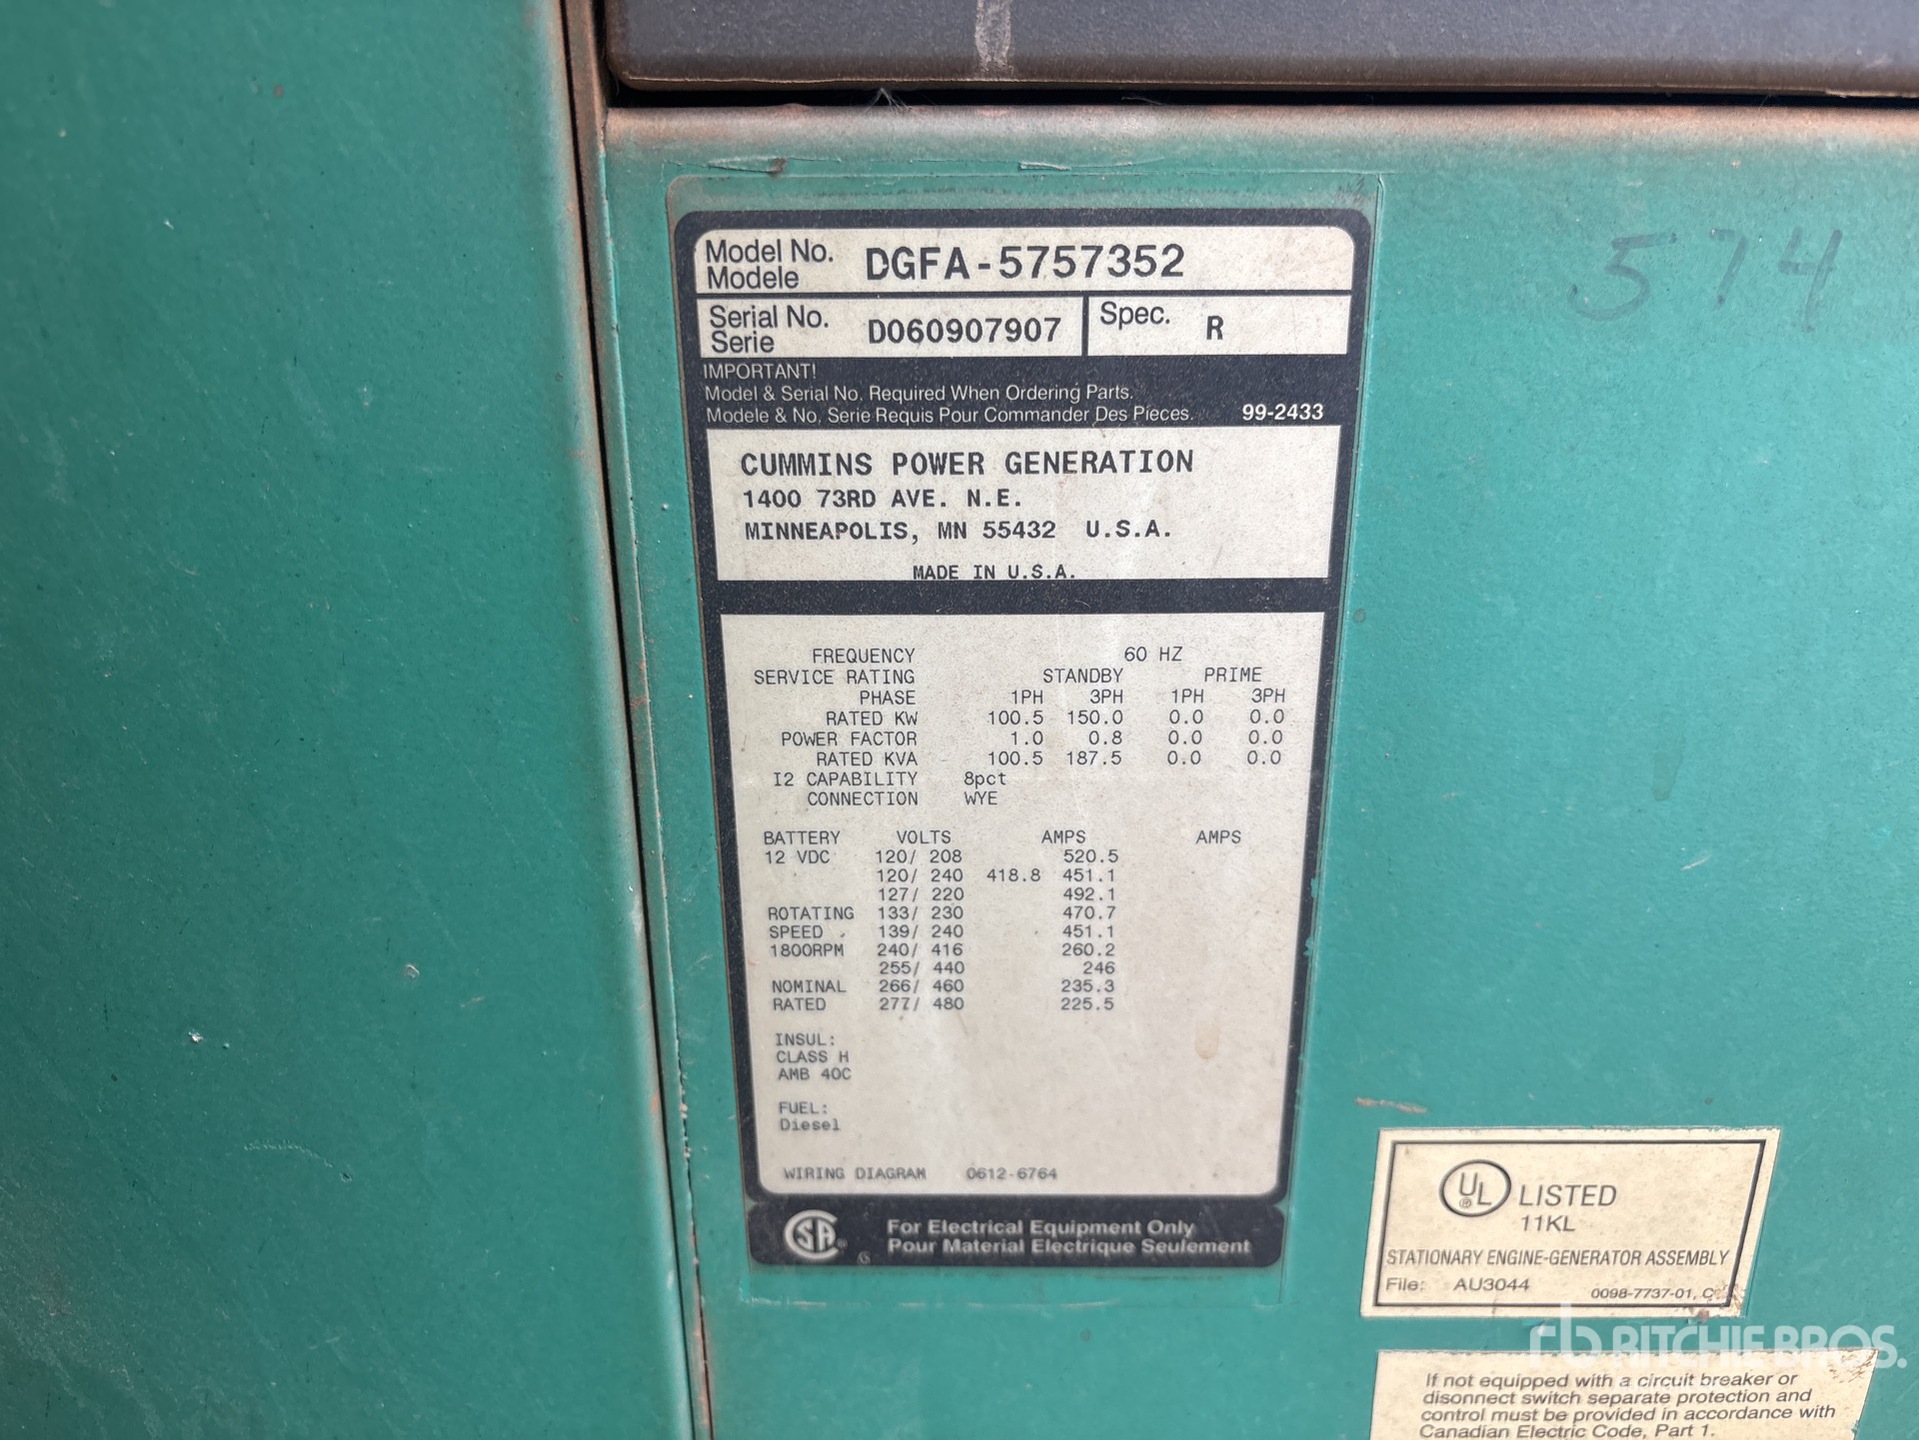 Model No. DGFA-5757352
Modele
Serial No. D060907907 Spec. R
Serie
IMPORTANT!
Model & Serial No. Required When Ordering Parts.
Modele & No. Serie Requis Pour Commander Des Pieces. 99-2433
CUMMINS POWER GENERATION
1400 73RD AVE. N.E.
MINNEAPOLIS, MN 55432 U.S.A.
MADE IN U.S.A.
FREQUENCY 60 HZ
SERVICE RATING STANDBY PRIME
PHASE 1PH 3PH 1PH 3PH
RATED KW 100.5 150.0 0.0 0.0
POWER FACTOR 1.0 0.8 0.0 0.0
RATED KVA 100.5 187.5 0.0 0.0
I2 CAPABILITY 8pct
CONNECTION WYE
BATTERY VOLTS AMPS AMPS
12 VDC 120/ 208 520.5
120/ 240 418.8 451.1
127/ 220 492.1
ROTATING 133/ 230 470.7
SPEED 139/ 240 451.1
1800RPM 240/ 416 260.2
255/ 440 246
NOMINAL 266/ 460 235.3
RATED 277/ 480 225.5
INSUL:
CLASS H
AMB 40C
FUEL:
Diesel
WIRING DIAGRAM 0612-6764
CSA ® For Electrical Equipment Only
G Pour Material Electrique Seulement
574
UL ® LISTED
11KL
STATIONARY ENGINE-GENERATOR ASSEMBLY
File: AU3044 0098-7737-01, C
rb RITCHIE BROS.
If not equipped with a circuit breaker or
disonnect switch separate protection and
control must be provided in accordance with
Canadian Electric Code, Part 1.